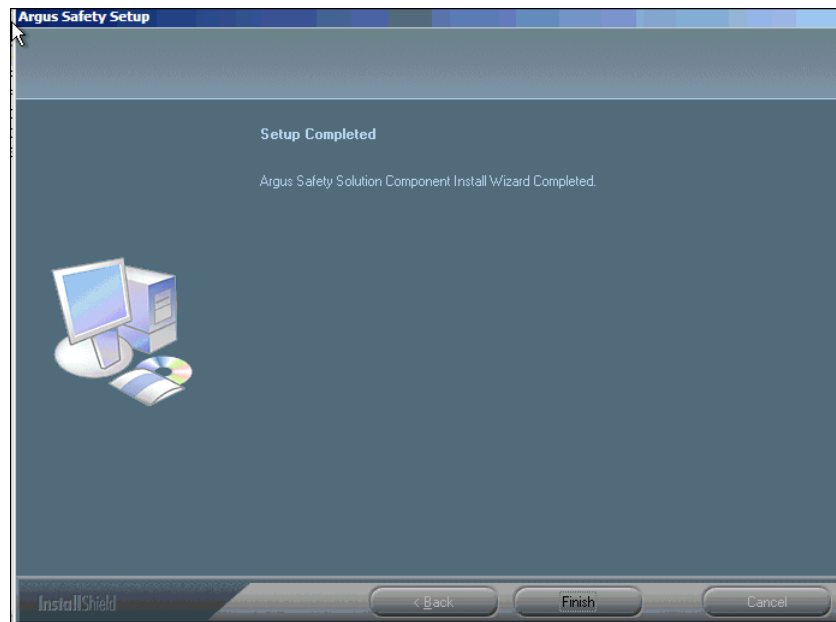 Argus Safety Setup
Setup Completed
Argus Safety Solution Component Install Wizard Completed.
InstallShield
< Back
Finish
Cancel